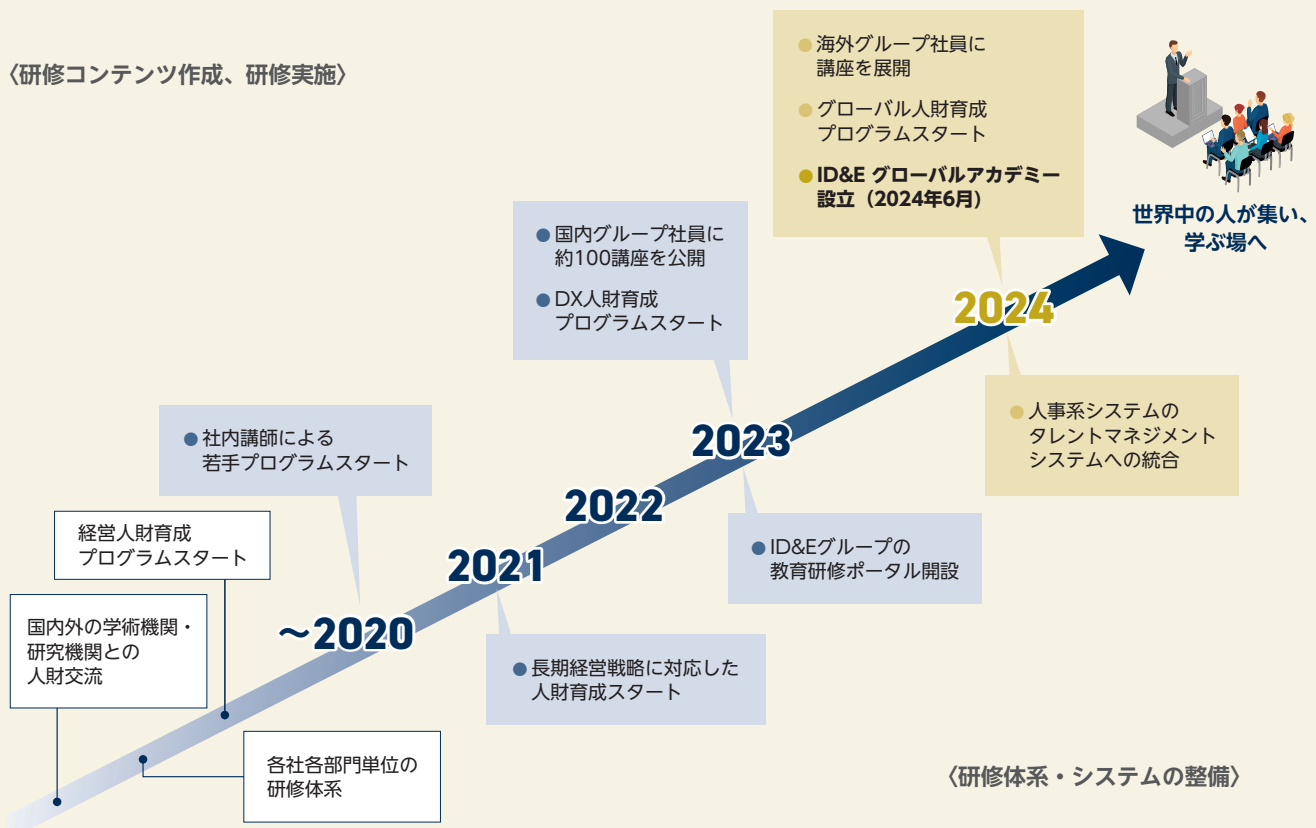 〈研修コンテンツ作成、研修実施〉
● 海外グループ社員に
講座を展開
● グローバル人財育成
プログラムスタート
● ID&E グローバルアカデミー
設立（2024年6月)
世界中の人が集い、
学ぶ場へ
● 国内グループ社員に
約100講座を公開
● DX人財育成
プログラムスタート
2024
● 人事系システムの
タレントマネジメント
システムへの統合
● 社内講師による
若手プログラムスタート
2023
2022
● ID&Eグループの
教育研修ポータル開設
経営人財育成
プログラムスタート
2021
国内外の学術機関・
研究機関との
人財交流
〜2020
● 長期経営戦略に対応した
人財育成スタート
各社各部門単位の
研修体系
〈研修体系・システムの整備〉